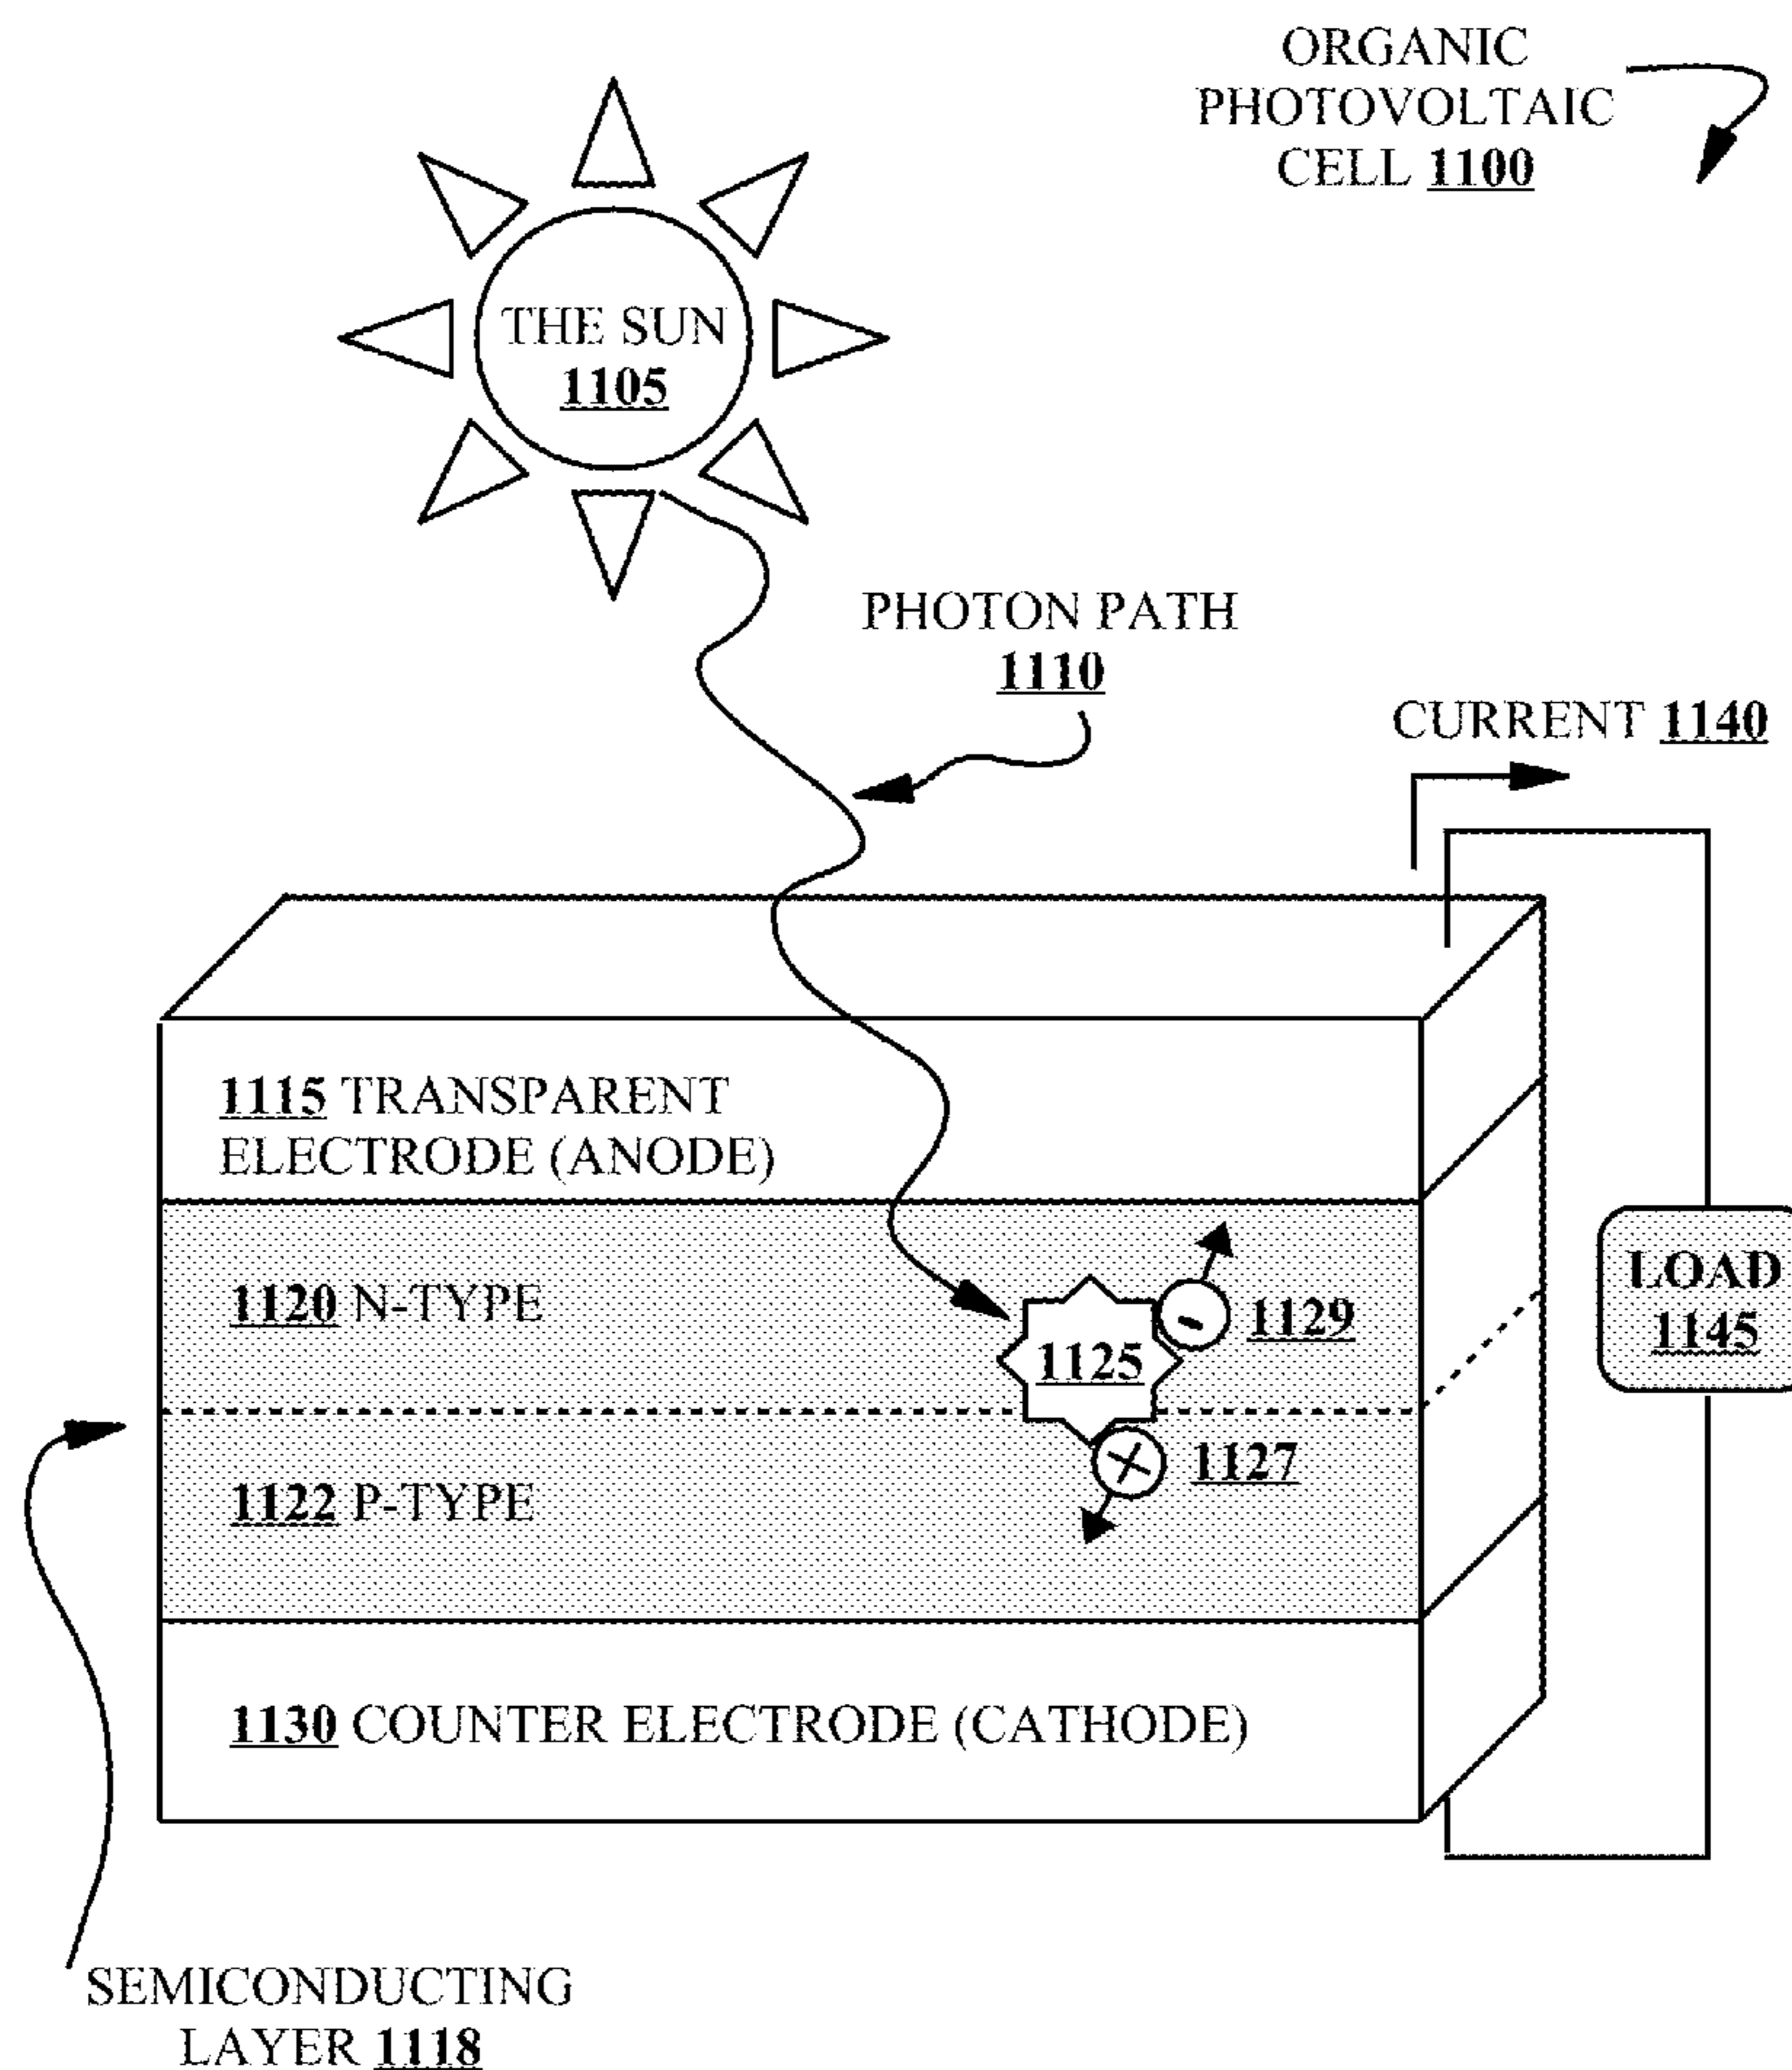 ORGANIC
PHOTOVOLTAIC
CELL 1100
THE SUN
1105
PHOTON PATH
1110
CURRENT 1140
1115 TRANSPARENT
ELECTRODE (ANODE)
1120 N-TYPE
-
1129
LOAD
1145
1125
1122 P-TYPE
+
1127
1130 COUNTER ELECTRODE (CATHODE)
SEMICONDUCTING
LAYER 1118